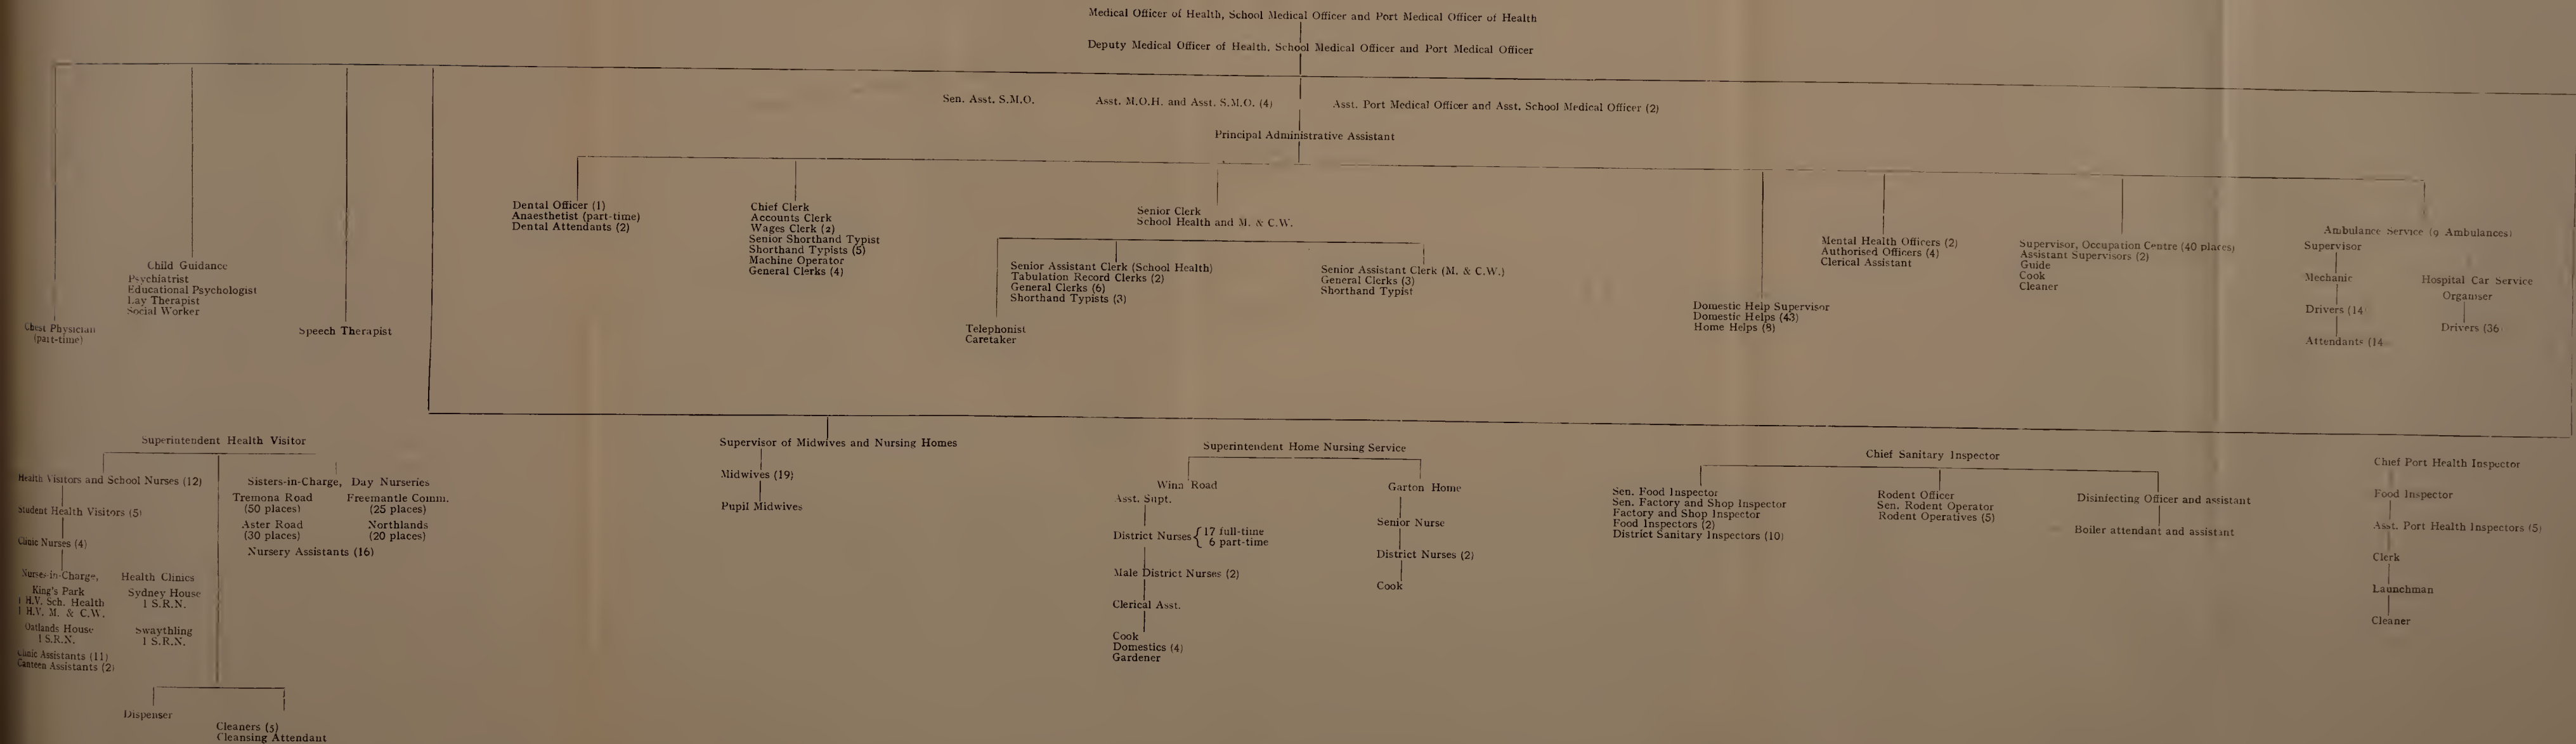 Medical Officer of Health, School Medical Officer and Port Medical Officer of Health
Deputy Medical Officer of Health, School Medical Officer and Port Medical Officer
Sen. Asst. S.M.O.
Asst. M.O.H. and Asst. S.M.O. (4)
Asst. Port Medical Officer and Asst. School Medical Officer (2)
Principal Administrative Assistant
Chest Physician
(part-time)
Child Guidance
Psychiatrist
Educational Psychologist
Lay Therapist
Social Worker
Speech Therapist
Dental Officer (1)
Anaesthetist (part-time)
Dental Attendants (2)
Chief Clerk
Accounts Clerk
Wages Clerk (2)
Senior Shorthand Typist
Shorthand Typists (5)
Machine Operator
General Clerks (4)
Senior Clerk
School Health and M. & C.W.
Senior Assistant Clerk (School Health)
Tabulation Record Clerks (2)
General Clerks (6)
Shorthand Typists (3)
Telephonist
Caretaker
Senior Assistant Clerk (M. & C.W.)
General Clerks (3)
Shorthand Typist
Domestic Help Supervisor
Domestic Helps (43)
Home Helps (8)
Mental Health Officers (2)
Authorised Officers (4)
Clerical Assistant
Supervisor, Occupation Centre (40 places)
Assistant Supervisors (2)
Guide
Cook
Cleaner
Ambulance Service (9 Ambulances)
Supervisor
Mechanic
Drivers (14)
Attendants (14
Hospital Car Service
Organiser
Drivers (36)
Superintendent Health Visitor
Health Visitors and School Nurses (12)
Student Health Visitors (5)
Clinic Nurses (4)
Nurses-in-Charge, Health Clinics
King's Park
1 H.V. Sch. Health
1 H.V. M. & C.W.
Sydney House
1 S.R.N.
Oatlands House
1 S.R.N.
Swaythling
1 S.R.N.
Clinic Assistants (11)
Canteen Assistants (2)
Sisters-in-Charge, Day Nurseries
Tremona Road
(50 places)
Freemantle Comm.
(25 places)
Aster Road
(30 places)
Northlands
(20 places)
Nursery Assistants (16)
Dispenser
Cleaners (5)
Cleansing Attendant
Supervisor of Midwives and Nursing Homes
Midwives (19)
Pupil Midwives
Superintendent Home Nursing Service
Winn Road
Asst. Supt.
District Nurses { 17 full-time
6 part-time
Male District Nurses (2)
Clerical Asst.
Cook
Domestics (4)
Gardener
Garton Home
Senior Nurse
District Nurses (2)
Cook
Chief Sanitary Inspector
Sen. Food Inspector
Sen. Factory and Shop Inspector
Factory and Shop Inspector
Food Inspectors (2)
District Sanitary Inspectors (10)
Rodent Officer
Sen. Rodent Operator
Rodent Operatives (5)
Disinfecting Officer and assistant
Boiler attendant and assistant
Chief Port Health Inspector
Food Inspector
Asst. Port Health Inspectors (5)
Clerk
Launchman
Cleaner